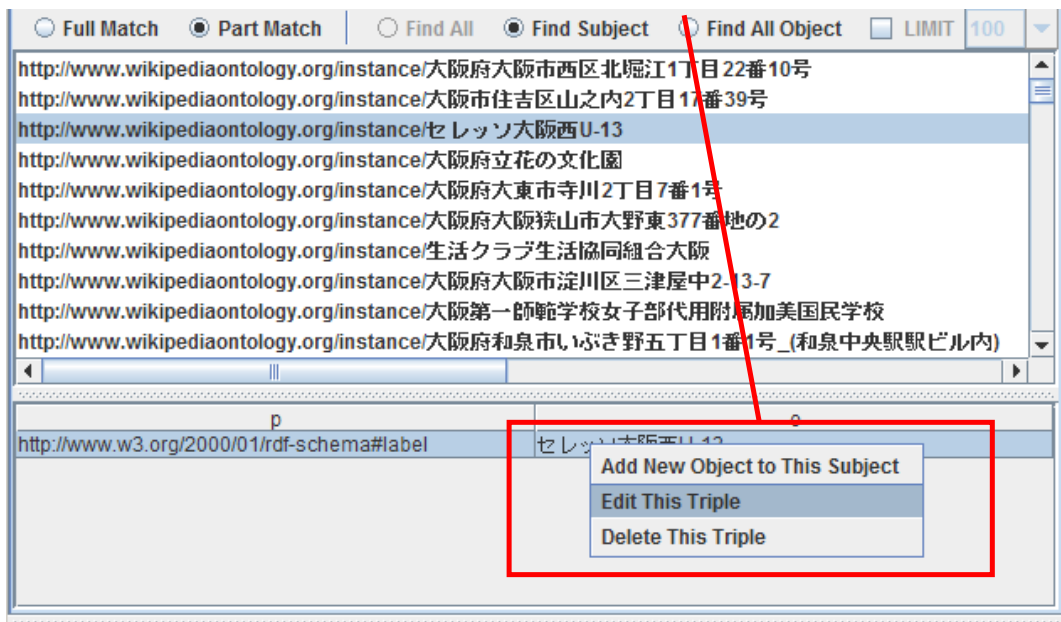 Full Match Part Match Find All Find Subject Find All Object LIMIT 100
http://www.wikipediaontology.org/instance/大阪府大阪市西区北堀江1丁目22番10号
http://www.wikipediaontology.org/instance/大阪市住吉区山之内2丁目17番39号
http://www.wikipediaontology.org/instance/セレッソ大阪西U-13
http://www.wikipediaontology.org/instance/大阪府立花の文化園
http://www.wikipediaontology.org/instance/大阪府大東市寺川2丁目7番1号
http://www.wikipediaontology.org/instance/大阪府大阪狭山市大野東377番地の2
http://www.wikipediaontology.org/instance/生活クラブ生活協同組合大阪
http://www.wikipediaontology.org/instance/大阪府大阪市淀川区三津屋中2-13-7
http://www.wikipediaontology.org/instance/大阪第一師範学校女子部代用附属加美国民学校
http://www.wikipediaontology.org/instance/大阪府和泉市いぶき野五丁目1番1号_(和泉中央駅駅ビル内)
p o
http://www.w3.org/2000/01/rdf-schema#label セレッソ大阪西U-13
Add New Object to This Subject
Edit This Triple
Delete This Triple